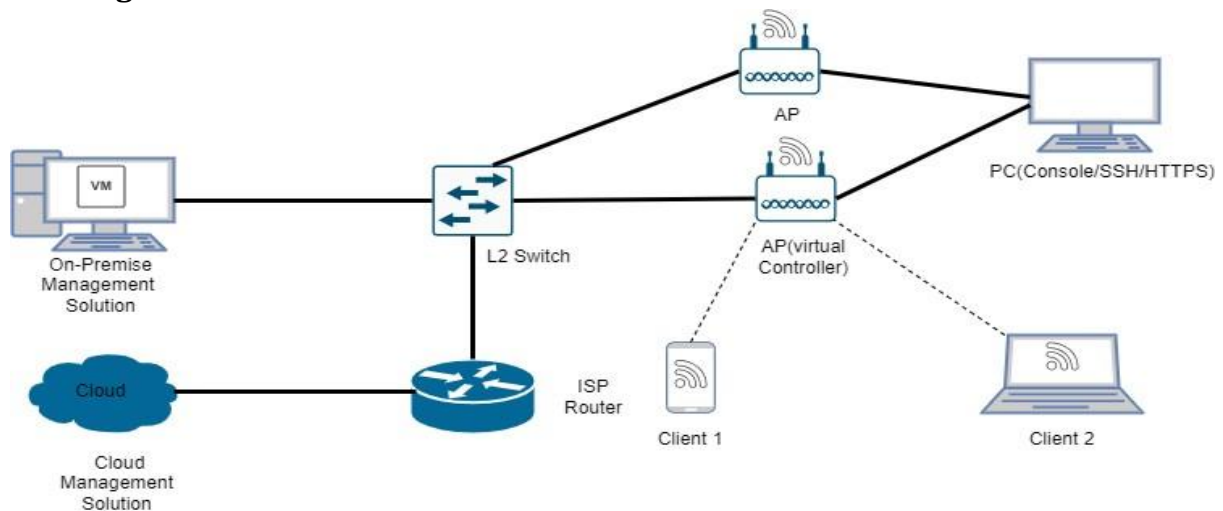 AP
PC(Console/SSH/HTTPS)
VM
On-Premise
Management
Solution
L2 Switch
AP(virtual
Controller)
Cloud
Cloud
Management
Solution
ISP
Router
Client 1
Client 2